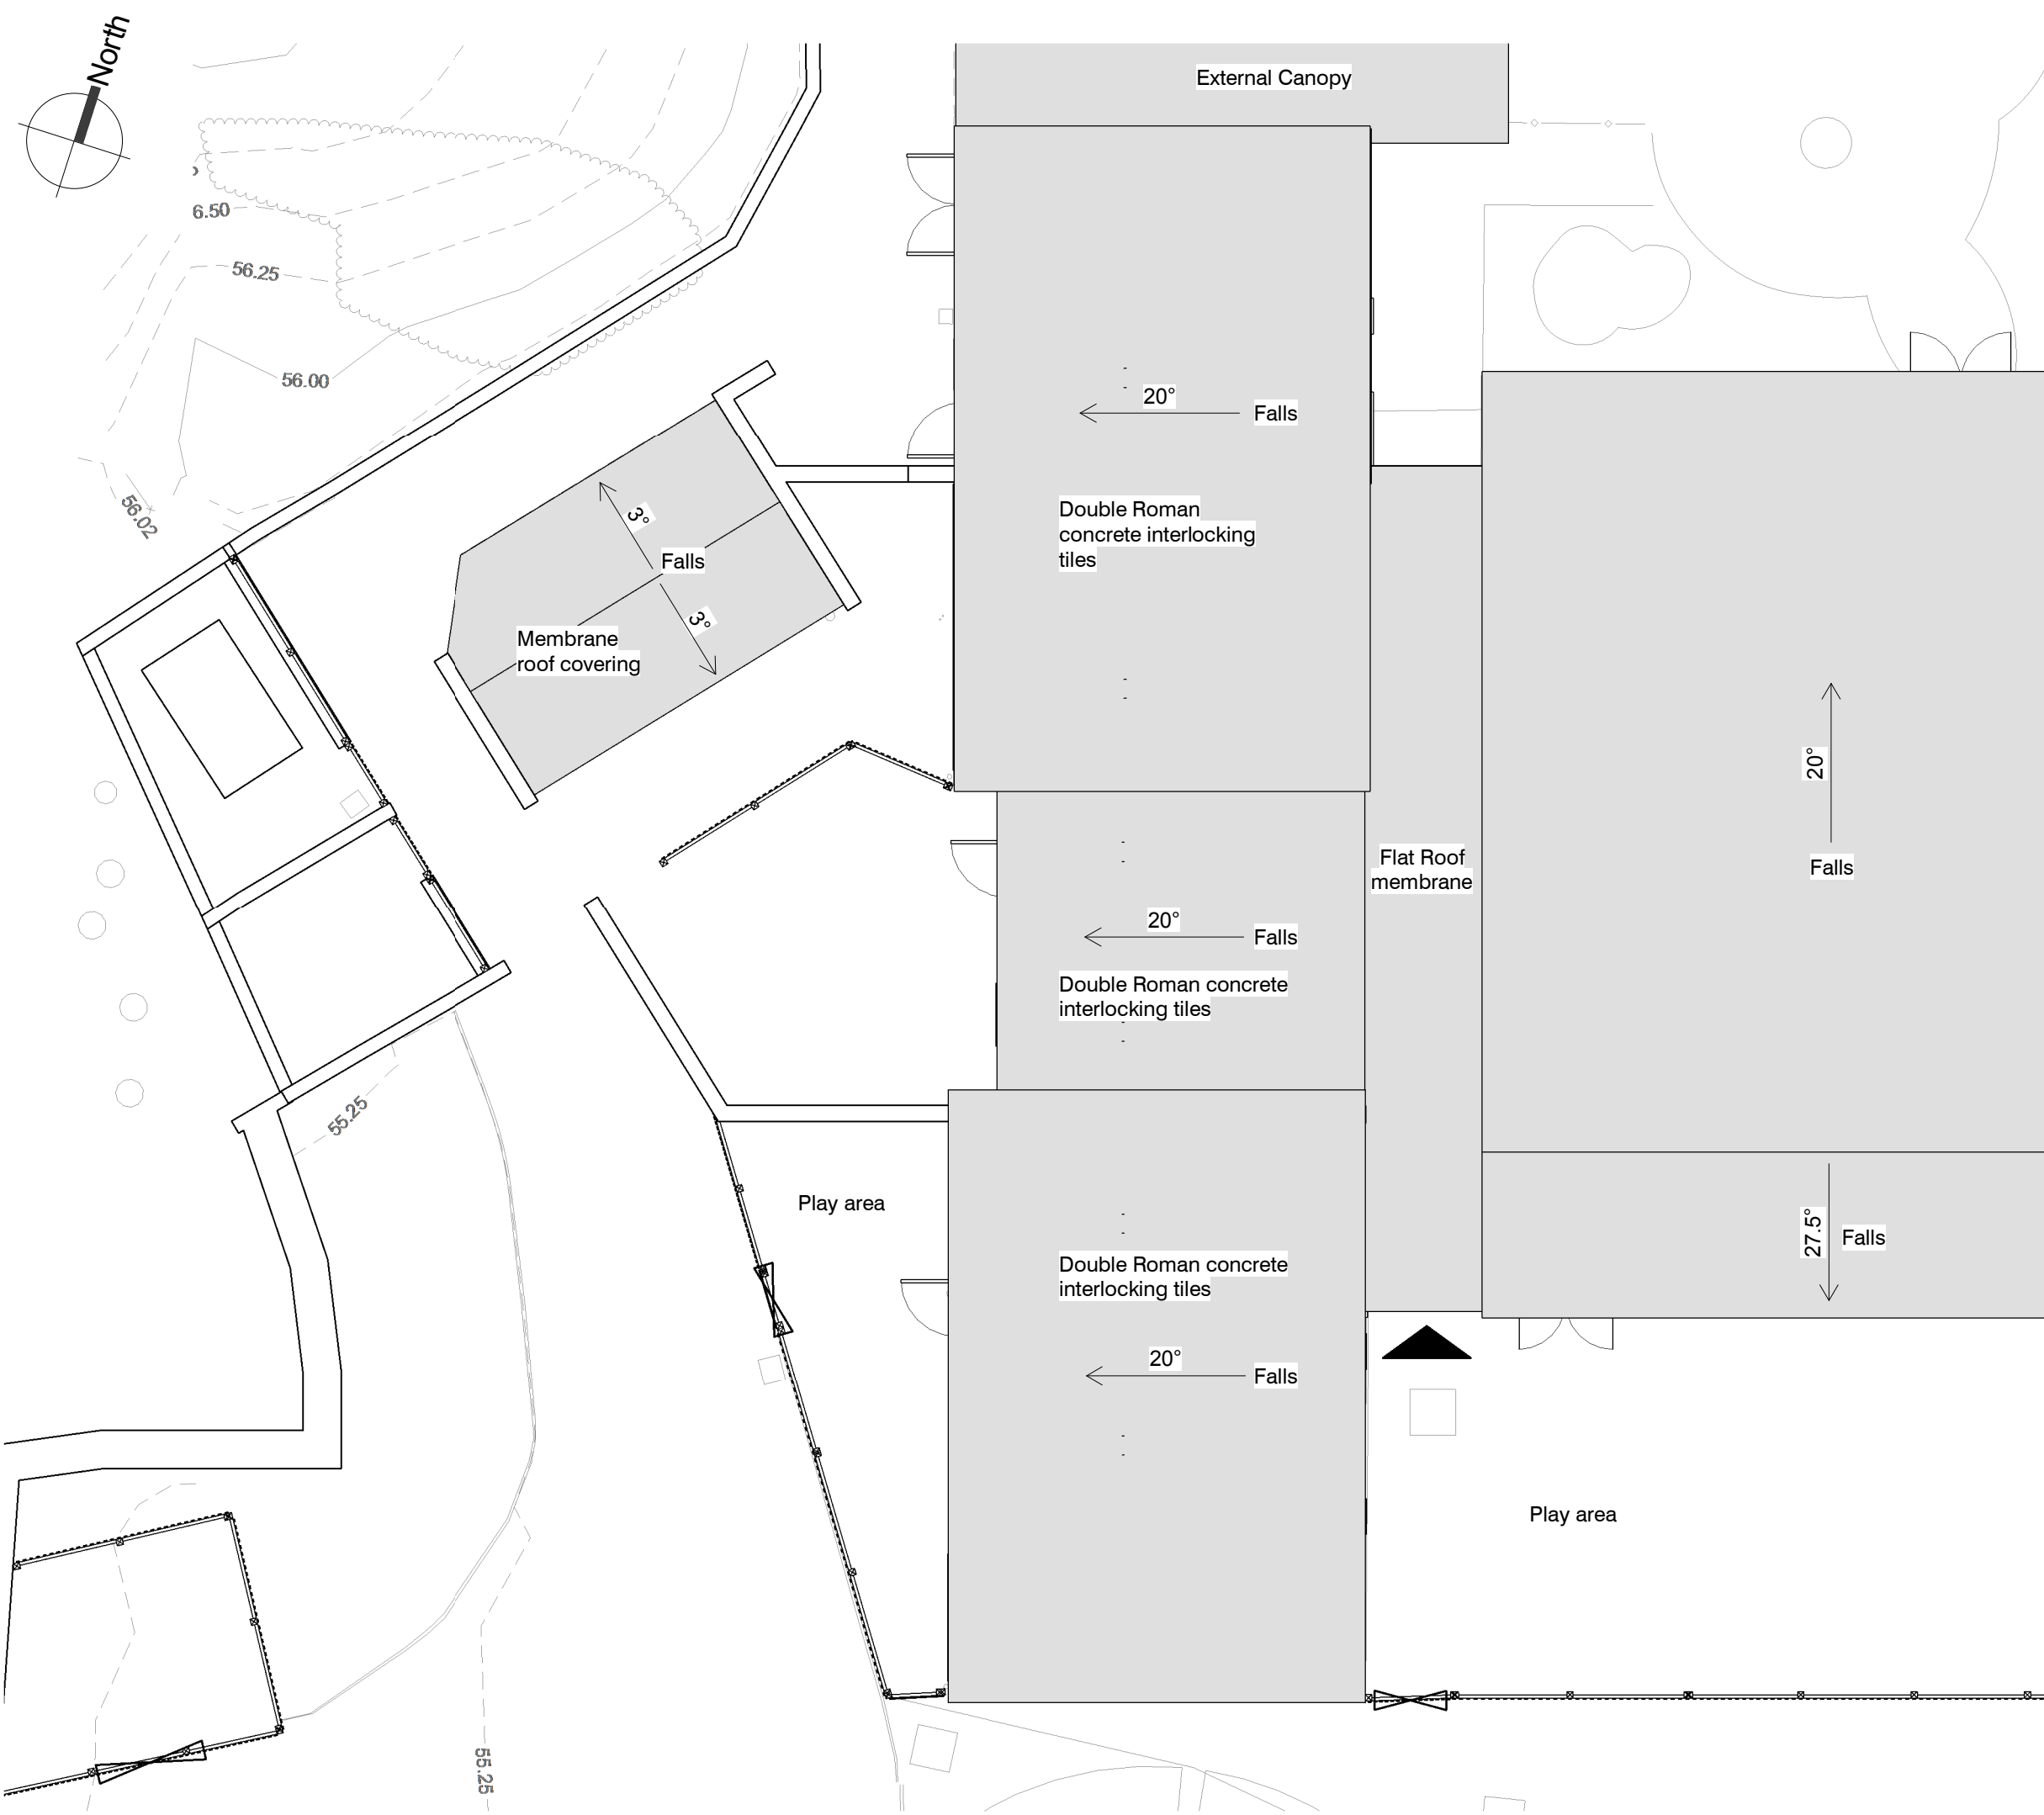 North
External Canopy
6.50
56.25
56.00
56.02
20°
Falls
Double Roman
concrete interlocking
tiles
3°
Falls
3°
Membrane
roof covering
20°
Falls
Flat Roof
membrane
20°
Falls
Double Roman concrete
interlocking tiles
55.25
Play area
27.5°
Falls
Double Roman concrete
interlocking tiles
20°
Falls
Play area
55.25